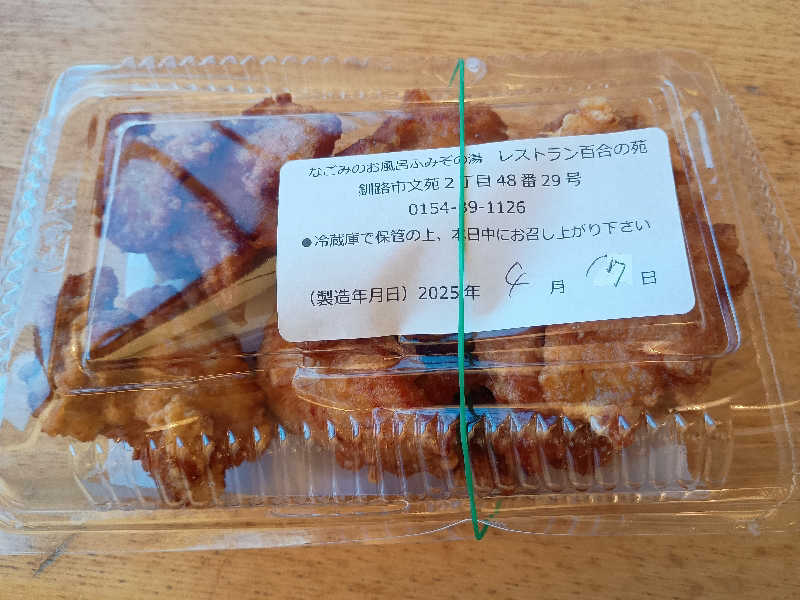 なごみのお風呂ふみぞの湯 レストラン百合の苑
釧路市文苑2丁目48番29号
0154-39-1126
●冷蔵庫で保管の上、本日中にお召し上がり下さい
(製造年月日) 2025年 4 月 日